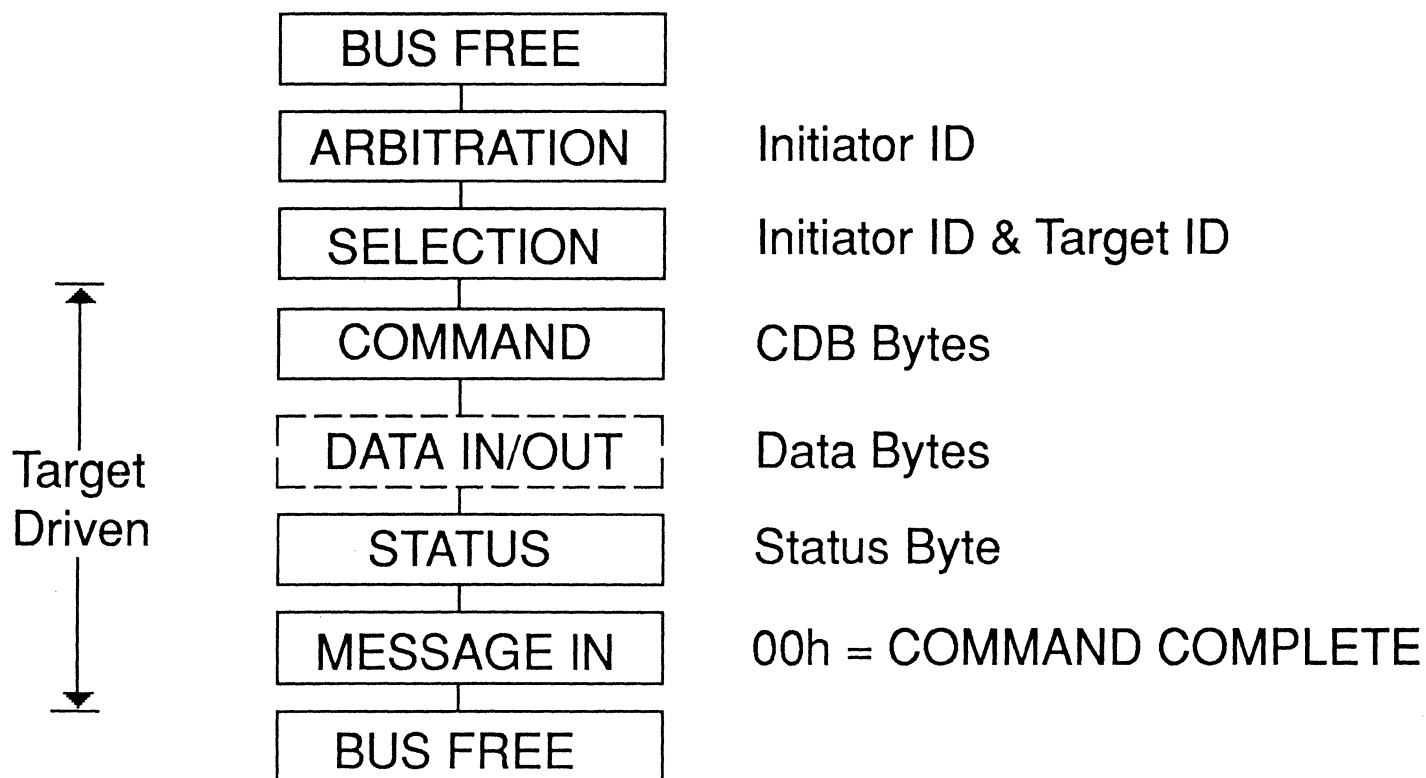 BUS FREE
ARBITRATION
Initiator ID
SELECTION
Initiator ID & Target ID
COMMAND
CDB Bytes
DATA IN/OUT
Data Bytes
Target
Driven
STATUS
Status Byte
MESSAGE IN
00h = COMMAND COMPLETE
BUS FREE